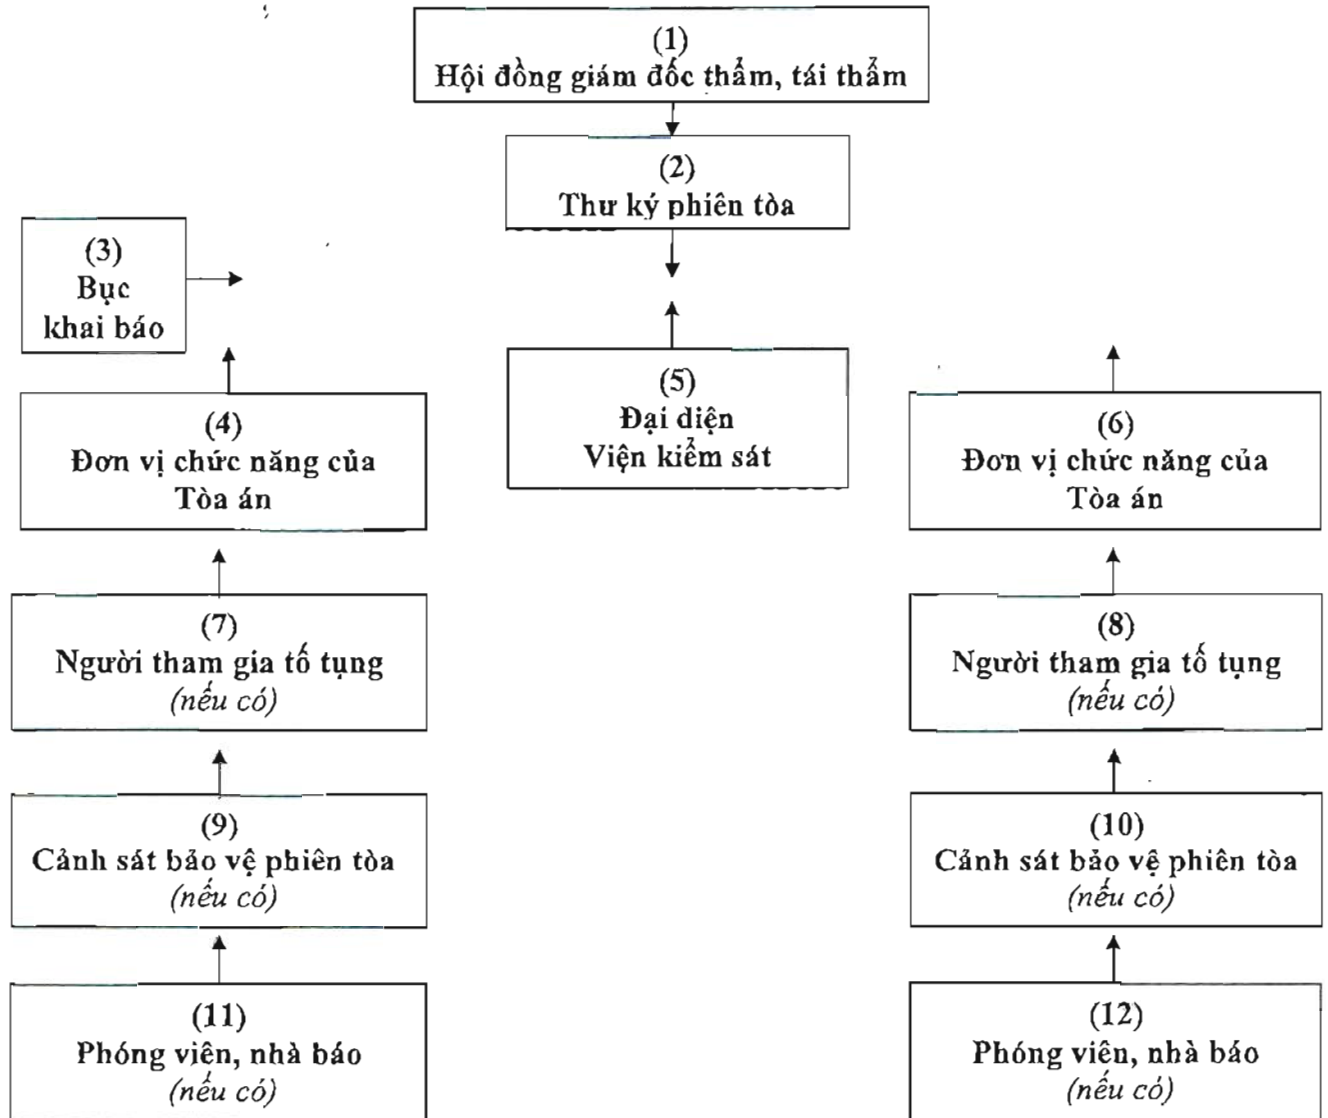 (1)
Hội đồng giám đốc thẩm, tái thẩm
(2)
Thư ký phiên tòa
(3)
Bục
khai báo
(4)
Đơn vị chức năng của
Tòa án
(5)
Đại diện
Viện kiểm sát
(6)
Đơn vị chức năng của
Tòa án
(7)
Người tham gia tố tụng
(nếu có)
(8)
Người tham gia tố tụng
(nếu có)
(9)
Cảnh sát bảo vệ phiên tòa
(nếu có)
(10)
Cảnh sát bảo vệ phiên tòa
(nếu có)
(11)
Phóng viên, nhà báo
(nếu có)
(12)
Phóng viên, nhà báo
(nếu có)